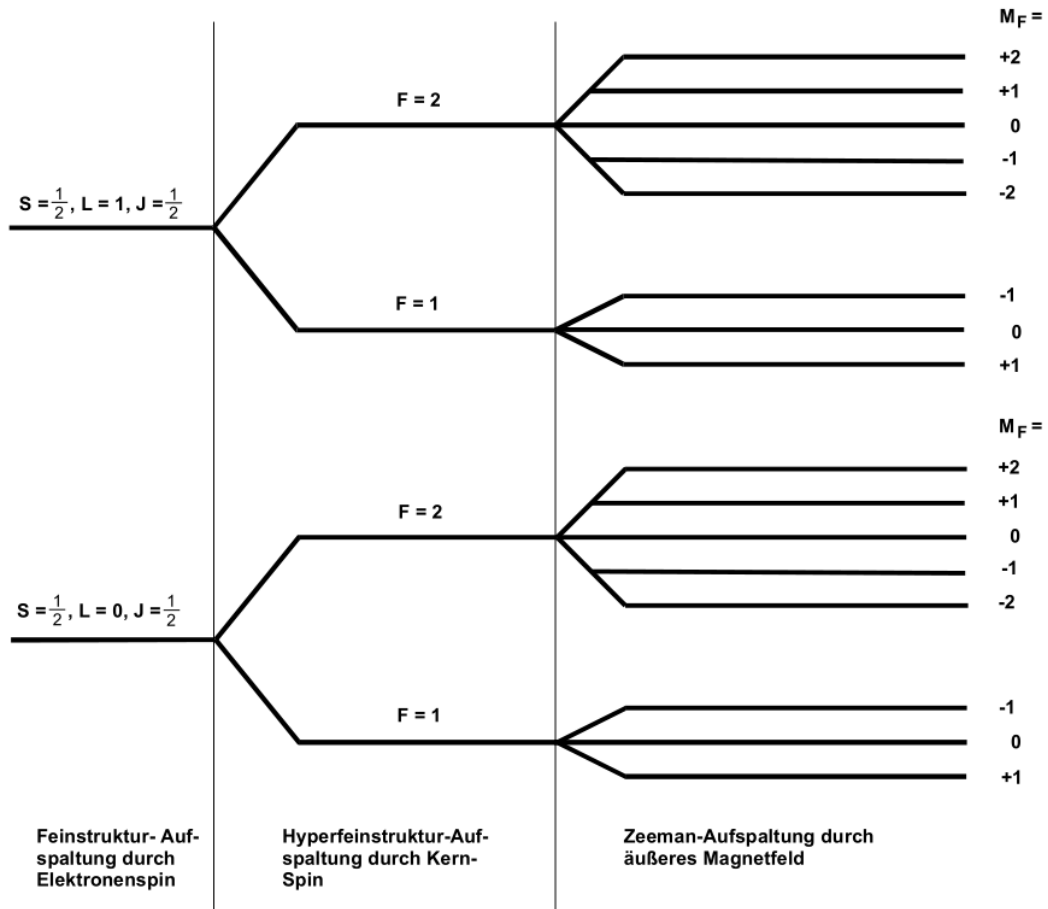 M F =
+2
+1
F = 2
0
-1
-2
S = 1/2, L = 1, J = 1/2
-1
F = 1
0
+1
M F =
+2
+1
F = 2
0
-1
-2
S = 1/2, L = 0, J = 1/2
-1
F = 1
0
+1
Feinstruktur- Auf-
spaltung durch
Elektronenspin
Hyperfeinstruktur-Auf-
spaltung durch Kern-
Spin
Zeeman-Aufspaltung durch
äußeres Magnetfeld